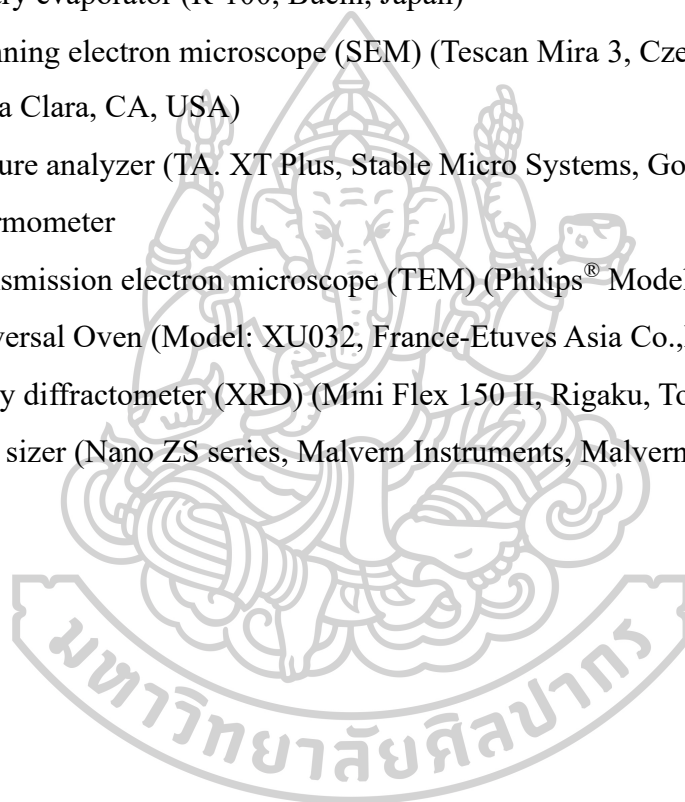 ry evaporator (R-100, Buchi, Japan)
nning electron microscope (SEM) (Tescan Mira 3, Cze
a Clara, CA, USA)
ure analyzer (TA. XT Plus, Stable Micro Systems, Go
rmometer
nsmission electron microscope (TEM) (Philips® Model
versal Oven (Model: XU032, France-Etuves Asia Co.,
y diffractometer (XRD) (Mini Flex 150 II, Rigaku, To
sizer (Nano ZS series, Malvern Instruments, Malvern
มหาวิทยาลัยศิลปากร